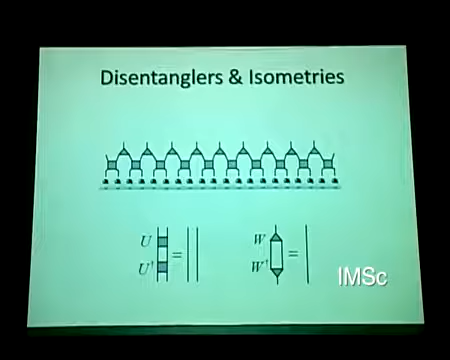 Disentanglers & Isometries
U
U†
=
W
W†
=
IMSc